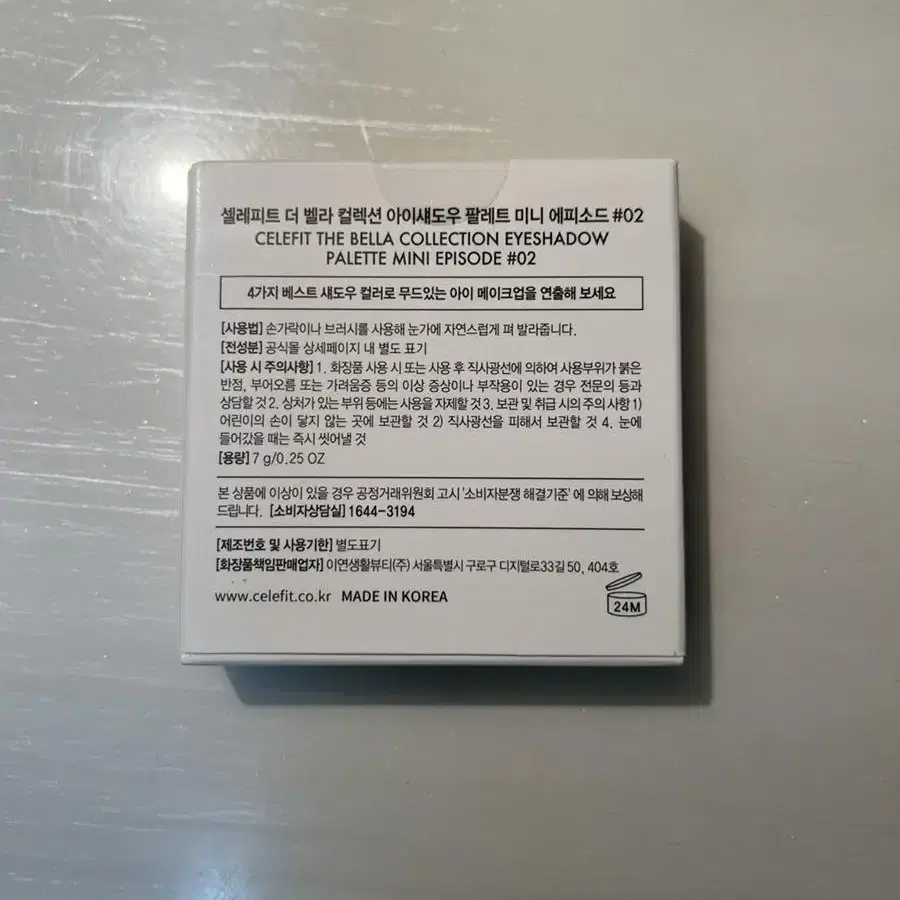 셀레피트 더 벨라 컬렉션 아이섀도우 팔레트 미니 에피소드 #02
CELEFIT THE BELLA COLLECTION EYESHADOW
PALETTE MINI EPISODE #02
4가지 베스트 섀도우 컬러로 무드있는 아이 메이크업을 연출해 보세요
[사용법] 손가락이나 브러시를 사용해 눈가에 자연스럽게 펴 발라줍니다.
[전성분] 공식몰 상세페이지 내 별도 표기
[사용 시 주의사항] 1. 화장품 사용 시 또는 사용 후 직사광선에 의하여 사용부위가 붉은
반점, 부어오름 또는 가려움증 등의 이상 증상이나 부작용이 있는 경우 전문의 등과
상담할 것 2. 상처가 있는 부위 등에는 사용을 자제할 것 3. 보관 및 취급 시의 주의 사항 1)
어린이의 손이 닿지 않는 곳에 보관할 것 2) 직사광선을 피해서 보관할 것 4. 눈에
들어갔을 때는 즉시 씻어낼 것
[용량] 7 g/0.25 OZ
본 상품에 이상이 있을 경우 공정거래위원회 고시 '소비자분쟁 해결기준' 에 의해 보상해
드립니다. [소비자상담실] 1644-3194
[제조번호 및 사용기한] 별도표기
[화장품책임판매업자] 이연생활뷰티(주) 서울특별시 구로구 디지털로33길 50, 404호
www.celefit.co.kr MADE IN KOREA
24M